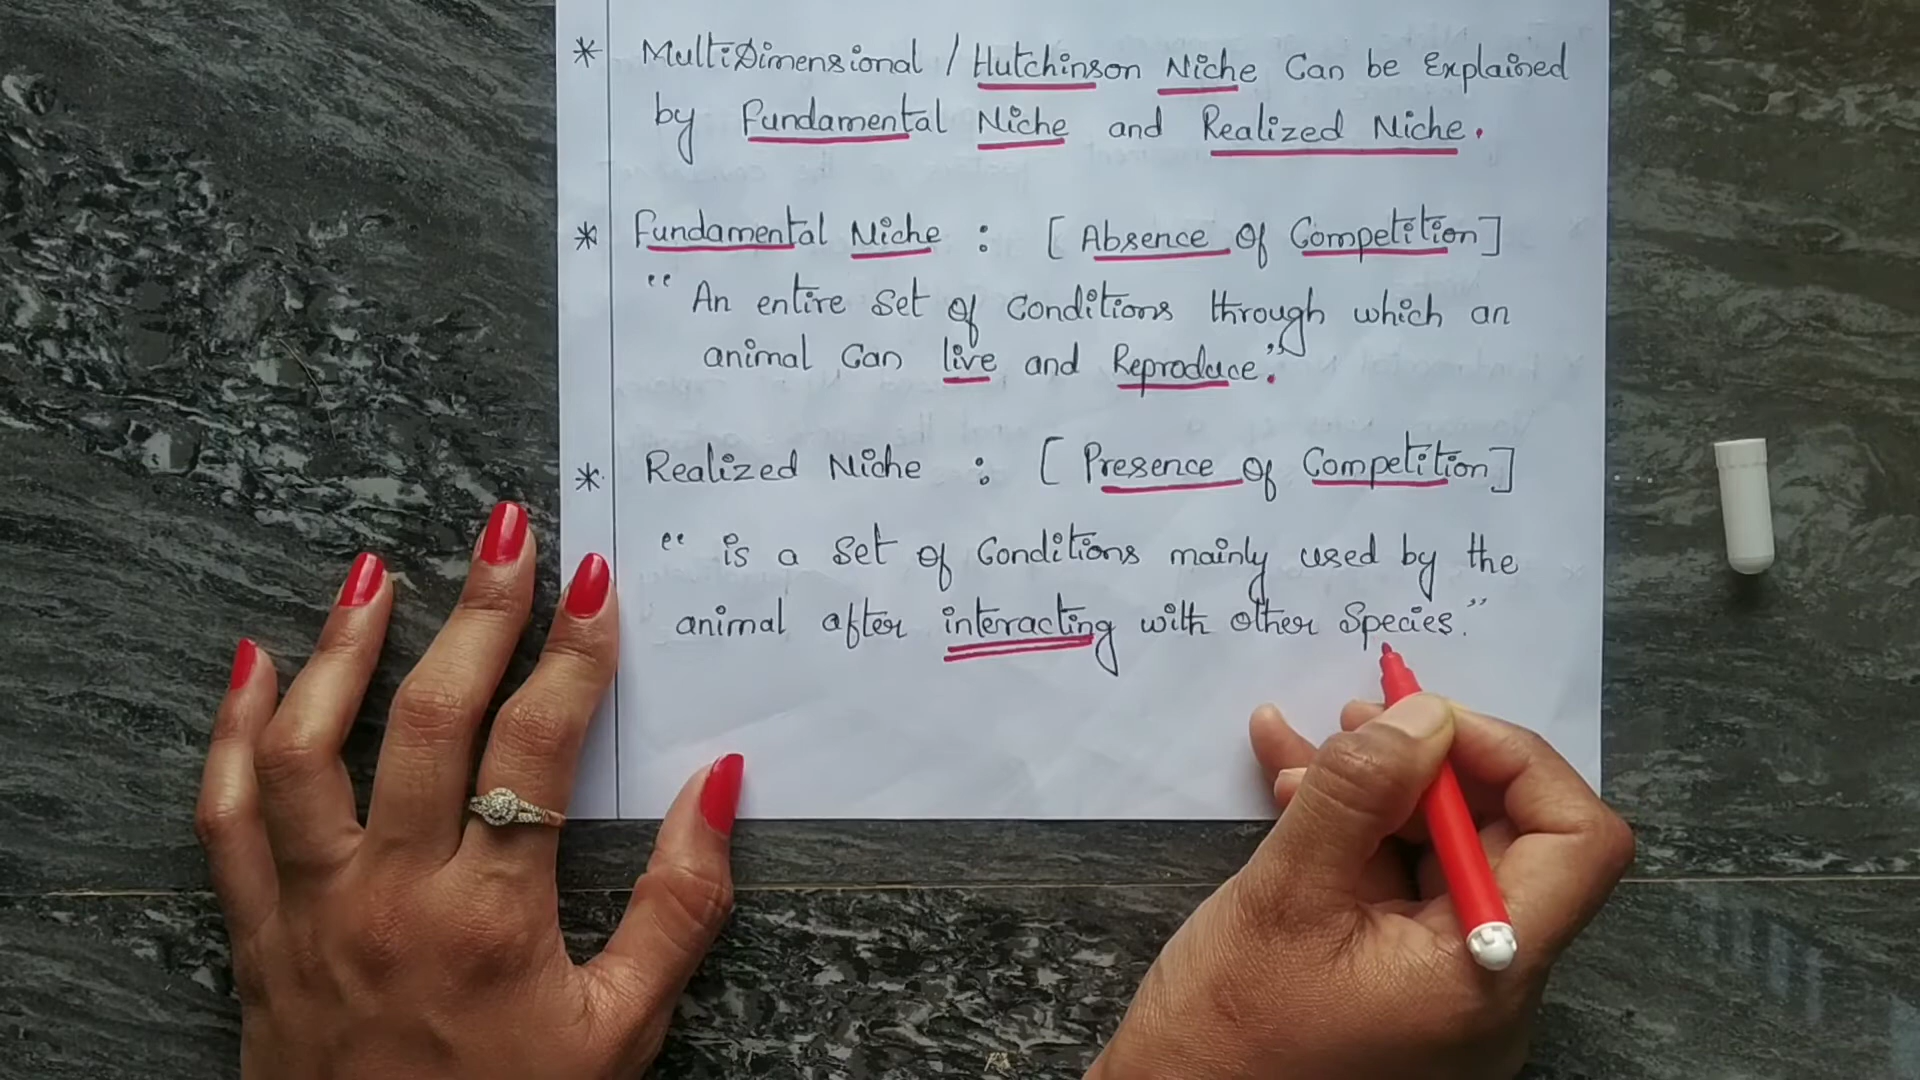 * MultiDimensional / Hutchinson Niche Can be Explained
by Fundamental Niche and Realized Niche.
* Fundamental Niche : [ Absence of Competition ]
“ An entire Set of Conditions through which an
animal Can live and Reproduce.”
* Realized Niche : [ Presence of Competition ]
“ is a Set of Conditions mainly used by the
animal after interacting with other Species.”